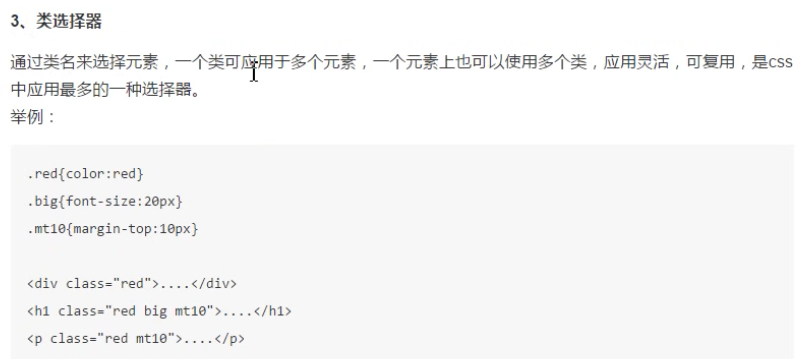 3、类选择器
通过类名来选择元素，一个类可应用于多个元素，一个元素上也可以使用多个类，应用灵活，可复用，是css
中应用最多的一种选择器。
举例：
.red{color:red}
.big{font-size:20px}
.mt10{margin-top:10px}
<div class="red">....</div>
<h1 class="red big mt10">....</h1>
<p class="red mt10">....</p>